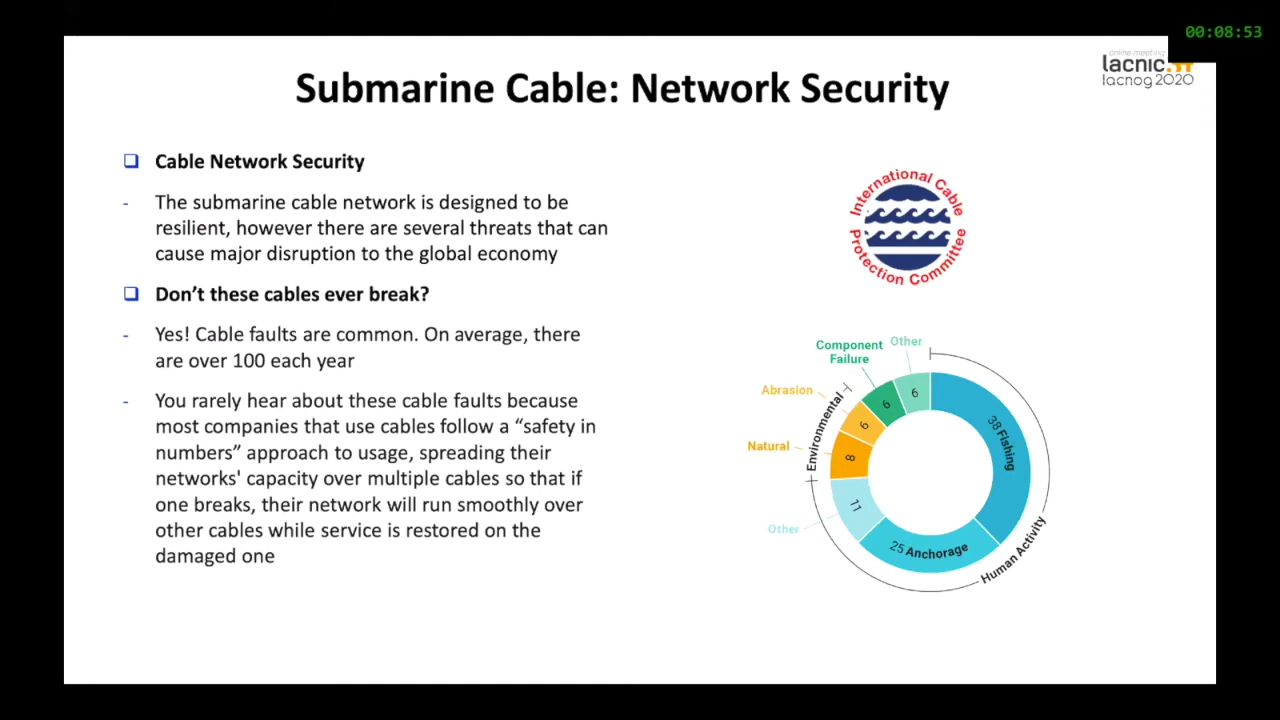 00:08:53
online meeting
lacnic
lacnog 2020
Submarine Cable: Network Security
Cable Network Security
- The submarine cable network is designed to be
resilient, however there are several threats that can
cause major disruption to the global economy
Don’t these cables ever break?
- Yes! Cable faults are common. On average, there
are over 100 each year
- You rarely hear about these cable faults because
most companies that use cables follow a “safety in
numbers” approach to usage, spreading their
networks' capacity over multiple cables so that if
one breaks, their network will run smoothly over
other cables while service is restored on the
damaged one
International Cable
Protection Committee
Component
Failure
Other
Abrasion
Natural
Environmental
Other
6
6
6
8
11
38 Fishing
25 Anchorage
Human Activity